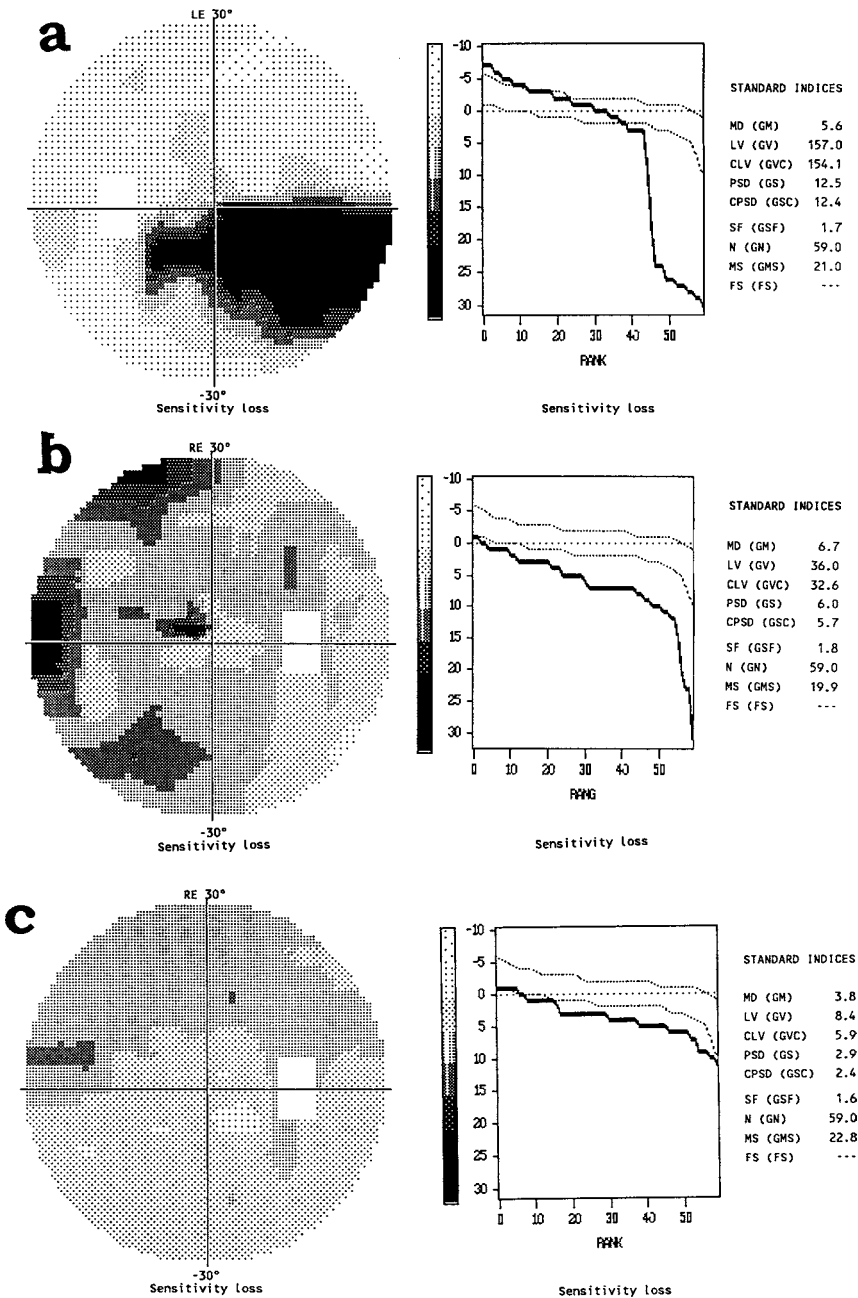 a
LE 30°
-30°
Sensitivity loss
-10
-5
0
5
10
15
20
25
30
0 10 20 30 40 50
RANK
Sensitivity loss
STANDARD INDICES
MD (GM) 5.6
LV (GV) 157.0
CLV (GVC) 154.1
PSD (GS) 12.5
CPSD (GSC) 12.4
SF (GSF) 1.7
N (GN) 59.0
MS (GMS) 21.0
FS (FS) ---
b
RE 30°
-30°
Sensitivity loss
-10
-5
0
5
10
15
20
25
30
0 10 20 30 40 50
RANG
Sensitivity loss
STANDARD INDICES
MD (GM) 6.7
LV (GV) 36.0
CLV (GVC) 32.6
PSD (GS) 6.0
CPSD (GSC) 5.7
SF (GSF) 1.8
N (GN) 59.0
MS (GMS) 19.9
FS (FS) ---
c
RE 30°
-30°
Sensitivity loss
-10
-5
0
5
10
15
20
25
30
0 10 20 30 40 50
RANK
Sensitivity loss
STANDARD INDICES
MD (GM) 3.8
LV (GV) 8.4
CLV (GVC) 5.9
PSD (GS) 2.9
CPSD (GSC) 2.4
SF (GSF) 1.6
N (GN) 59.0
MS (GMS) 22.8
FS (FS) ---